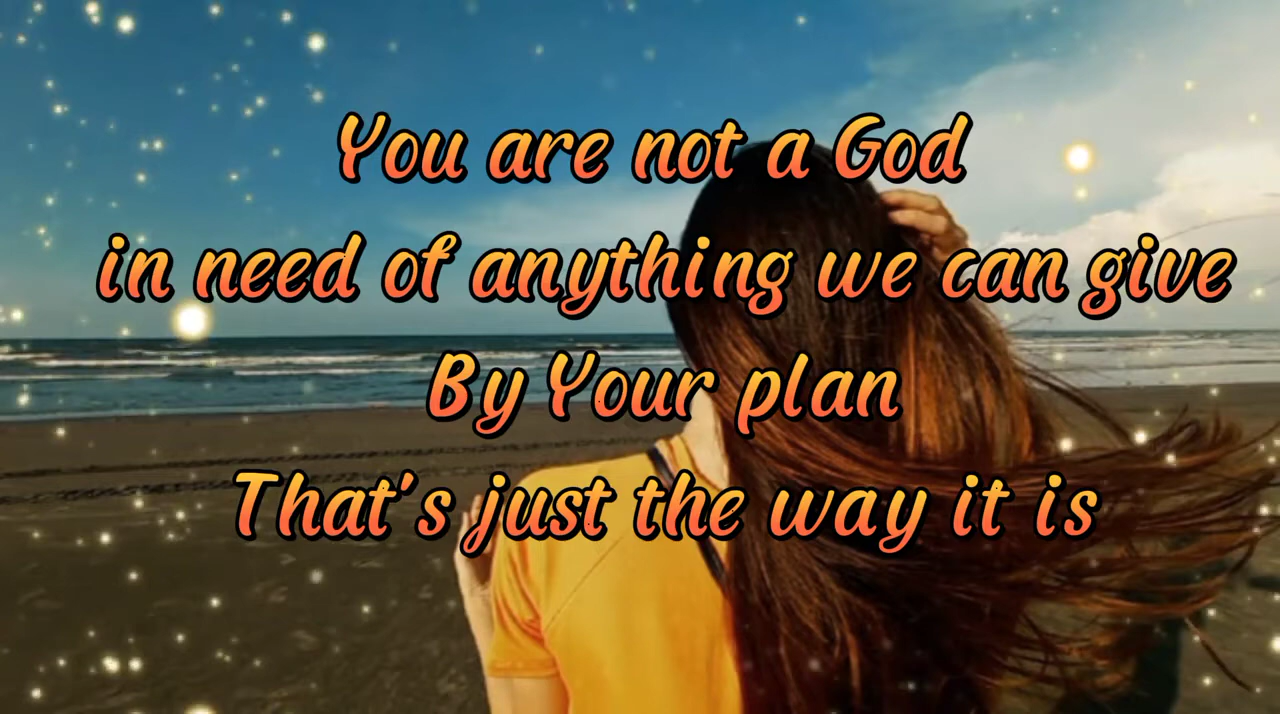 You are not a God
in need of anything we can give
By Your plan
That's just the way it is